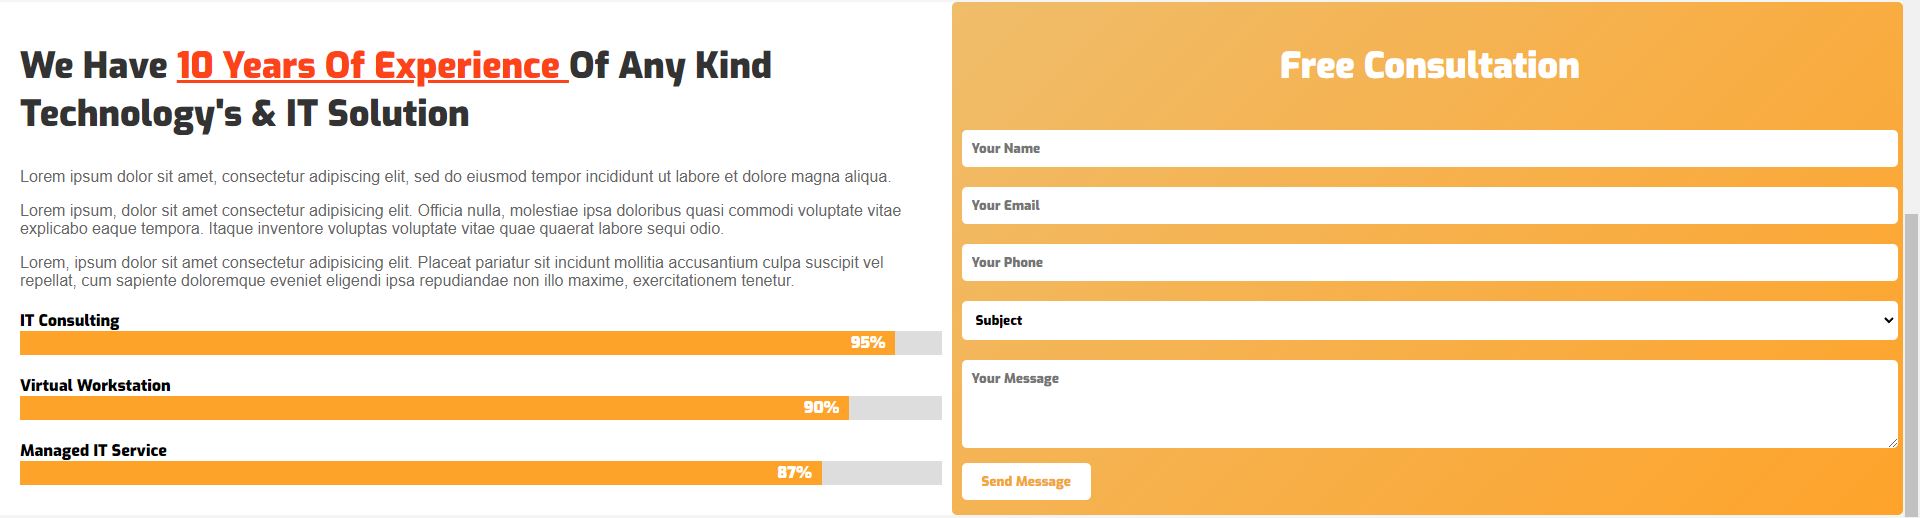 We Have 10 Years Of Experience Of Any Kind
Technology's & IT Solution
Lorem ipsum dolor sit amet, consectetur adipiscing elit, sed do eiusmod tempor incididunt ut labore et dolore magna aliqua.
Lorem ipsum, dolor sit amet consectetur adipisicing elit. Officia nulla, molestiae ipsa doloribus quasi commodi voluptate vitae
explicabo eaque tempora. Itaque inventore voluptas voluptate vitae quae quaerat labore sequi odio.
Lorem, ipsum dolor sit amet consectetur adipisicing elit. Placeat pariatur sit incidunt mollitia accusantium culpa suscipit vel
repellat, cum sapiente doloremque eveniet eligendi ipsa repudiandae non illo maxime, exercitationem tenetur.
IT Consulting
95%
Virtual Workstation
90%
Managed IT Service
87%
Free Consultation
Your Name
Your Email
Your Phone
Subject
Your Message
Send Message